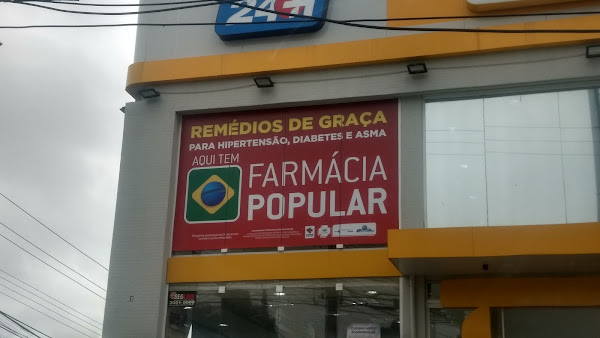 24H
REMÉDIOS DE GRAÇA
PARA HIPERTENSÃO, DIABETES E ASMA
AQUI TEM
FARMÁCIA
POPULAR